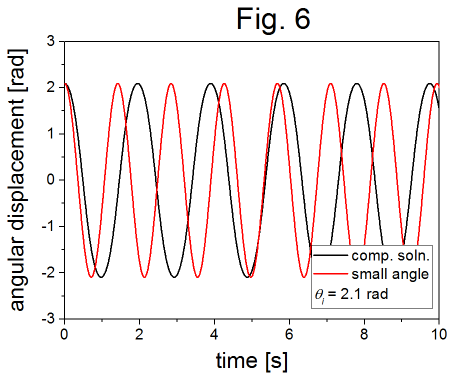 Fig. 6
3
2
1
0
-1
-2
-3
angular displacement [rad]
comp. soln.
small angle
θi = 2.1 rad
0
2
4
6
8
10
time [s]